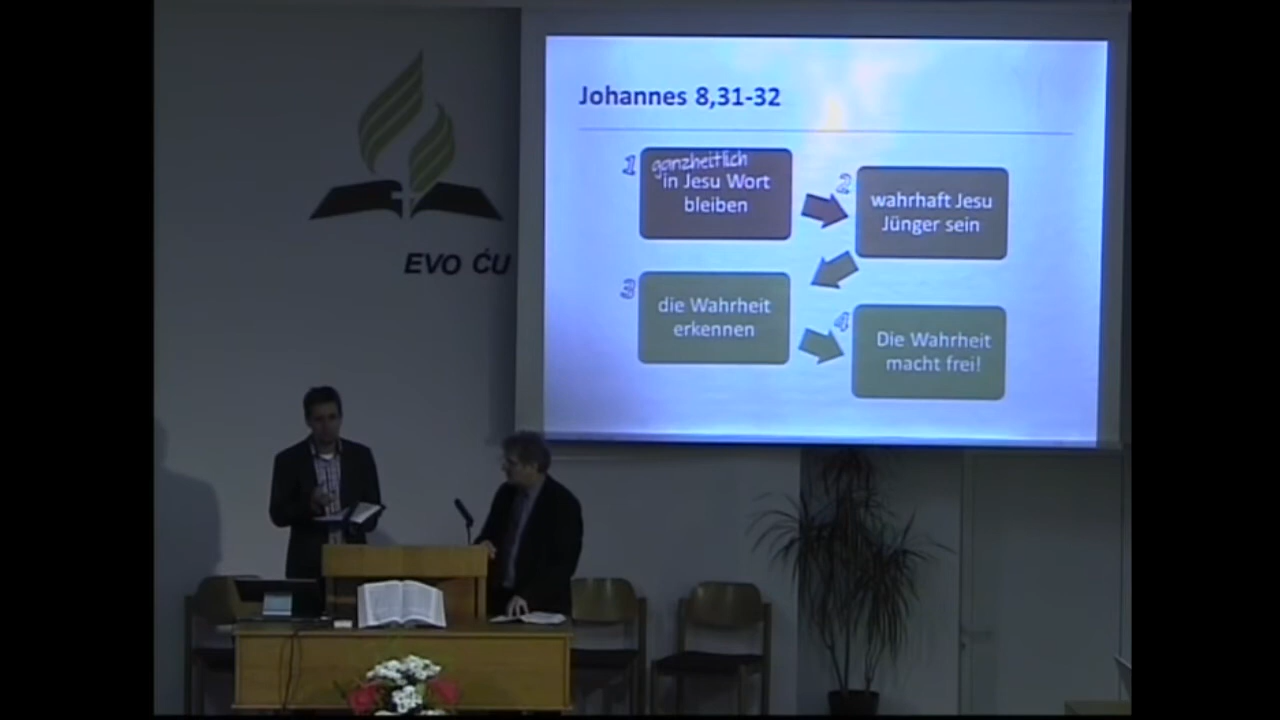 Johannes 8,31-32
1
ganzheitlich
in Jesu Wort
bleiben
2
wahrhaft Jesu
Jünger sein
3
die Wahrheit
erkennen
4
Die Wahrheit
macht frei!
EVO ĆU